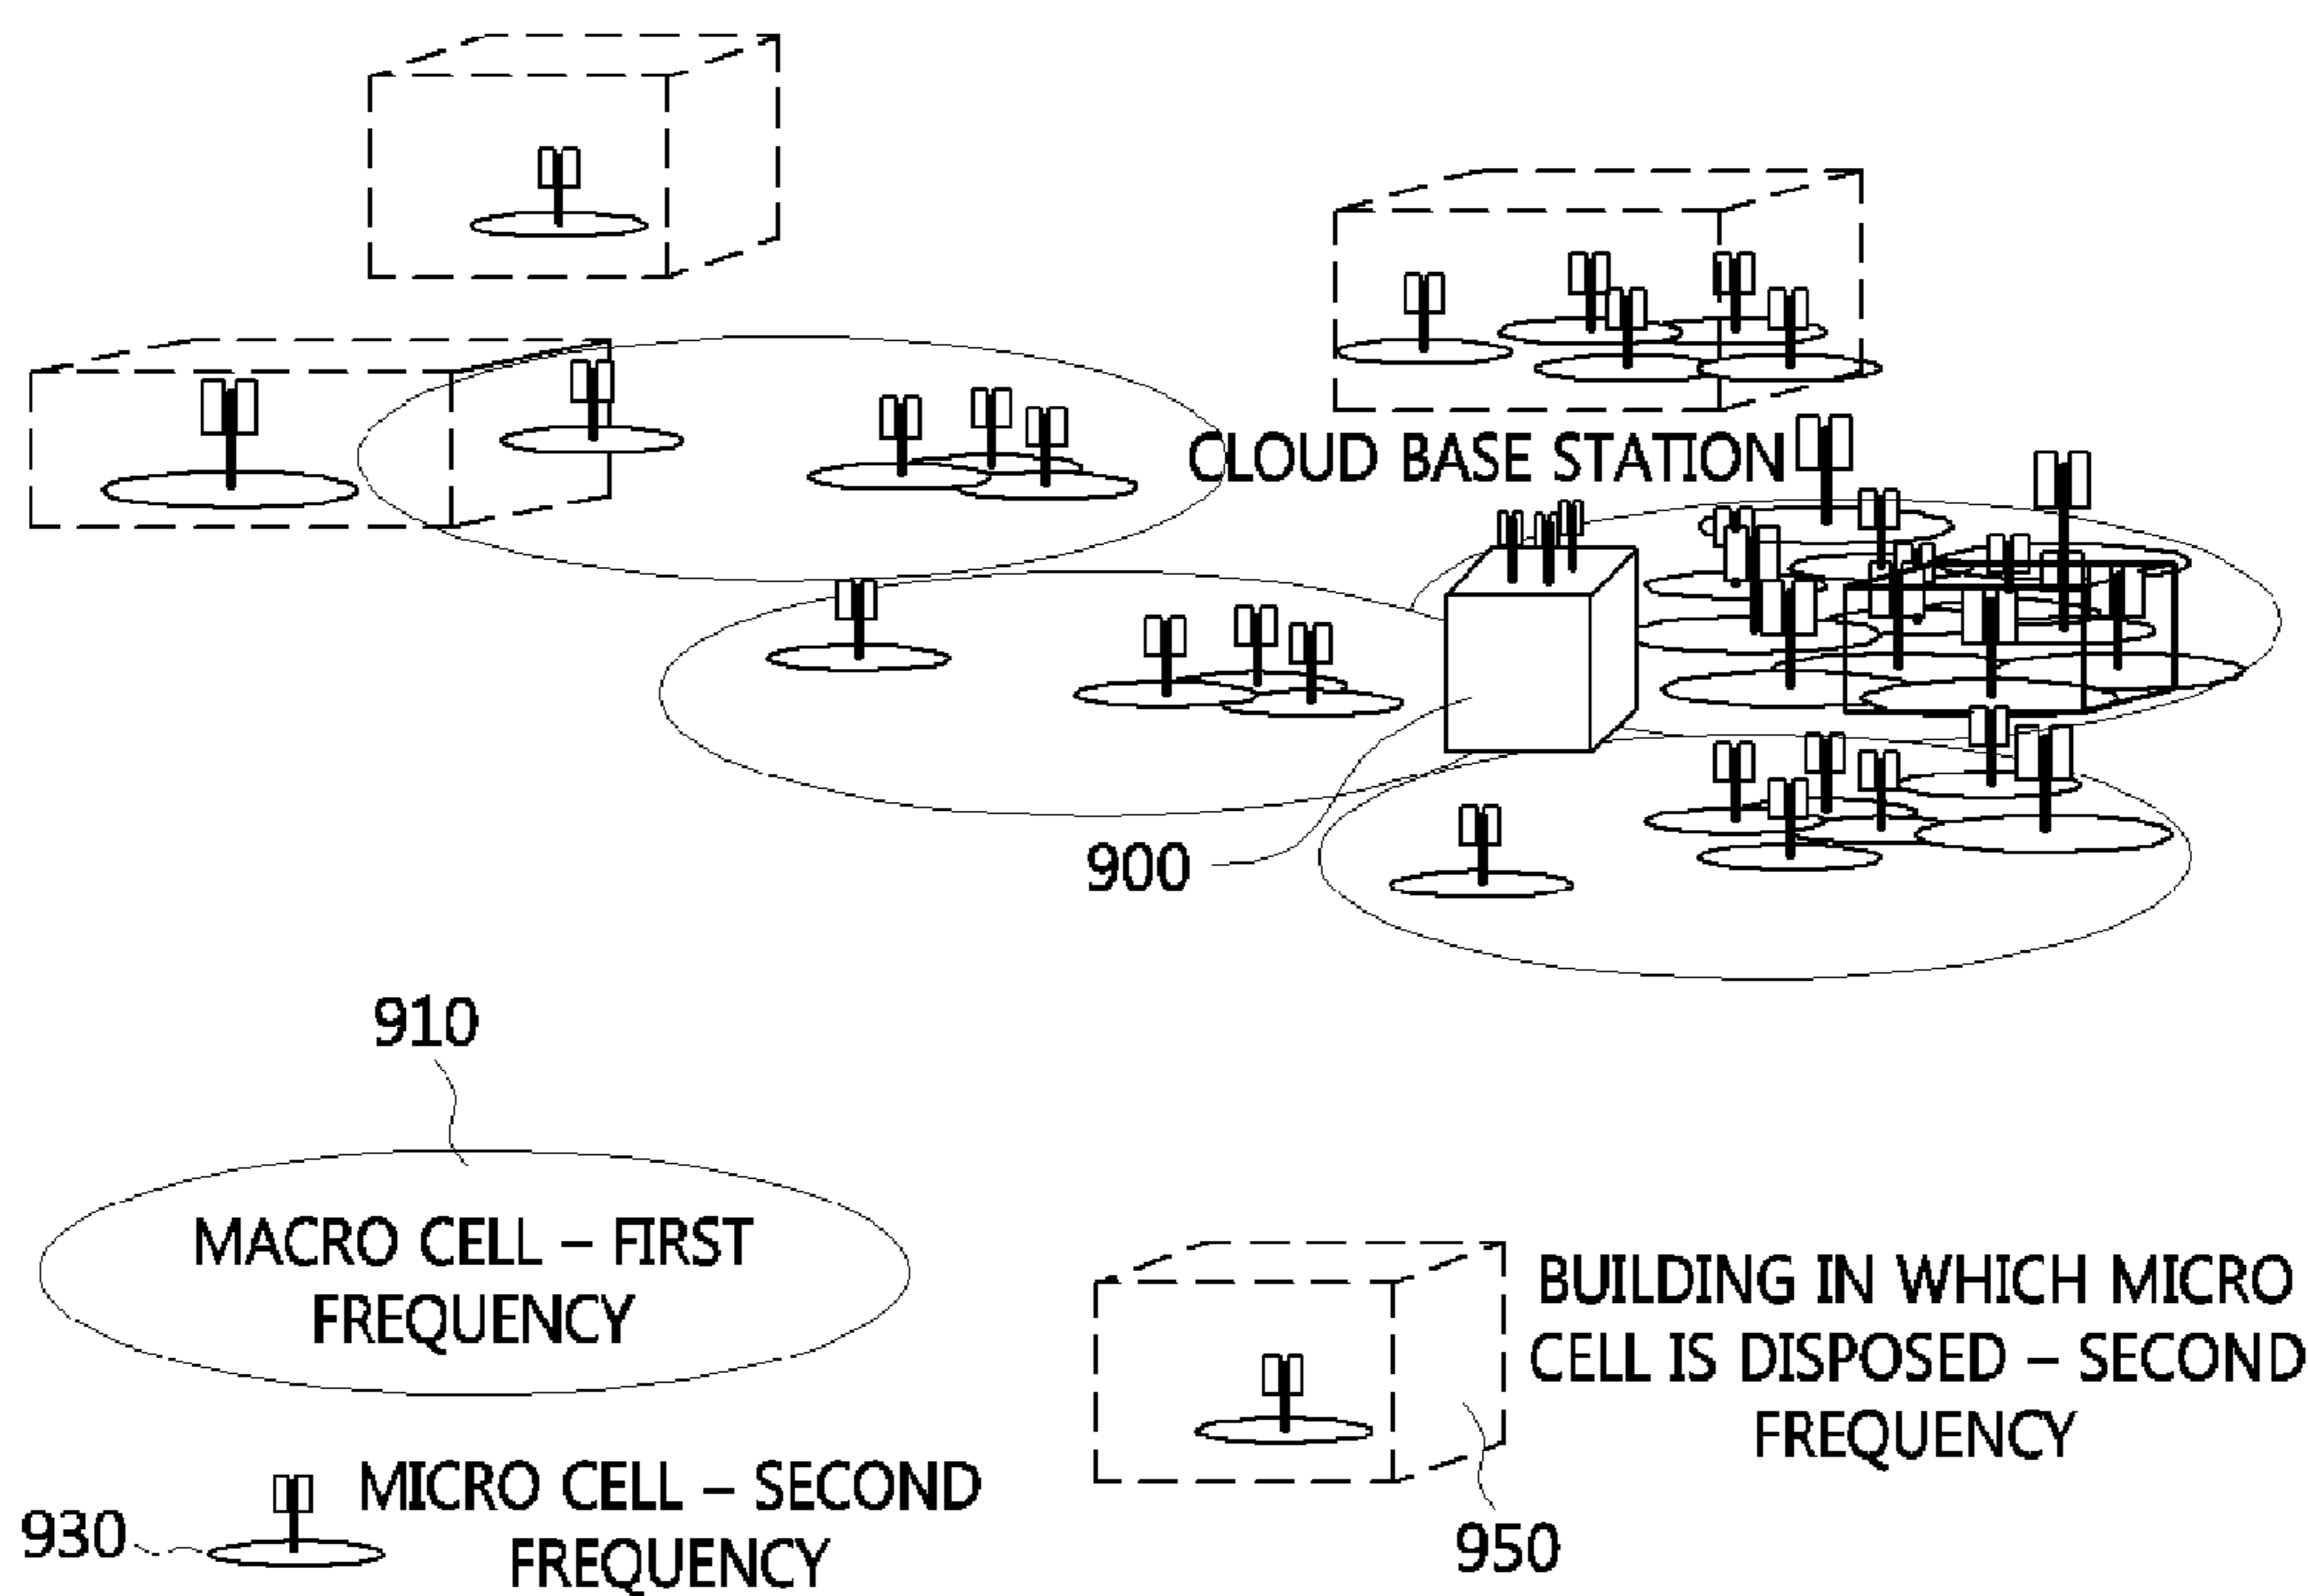 CLOUD BASE STATION
900
910
MACRO CELL – FIRST
FREQUENCY
BUILDING IN WHICH MICRO
CELL IS DISPOSED – SECOND
FREQUENCY
MICRO CELL – SECOND
FREQUENCY
930
950